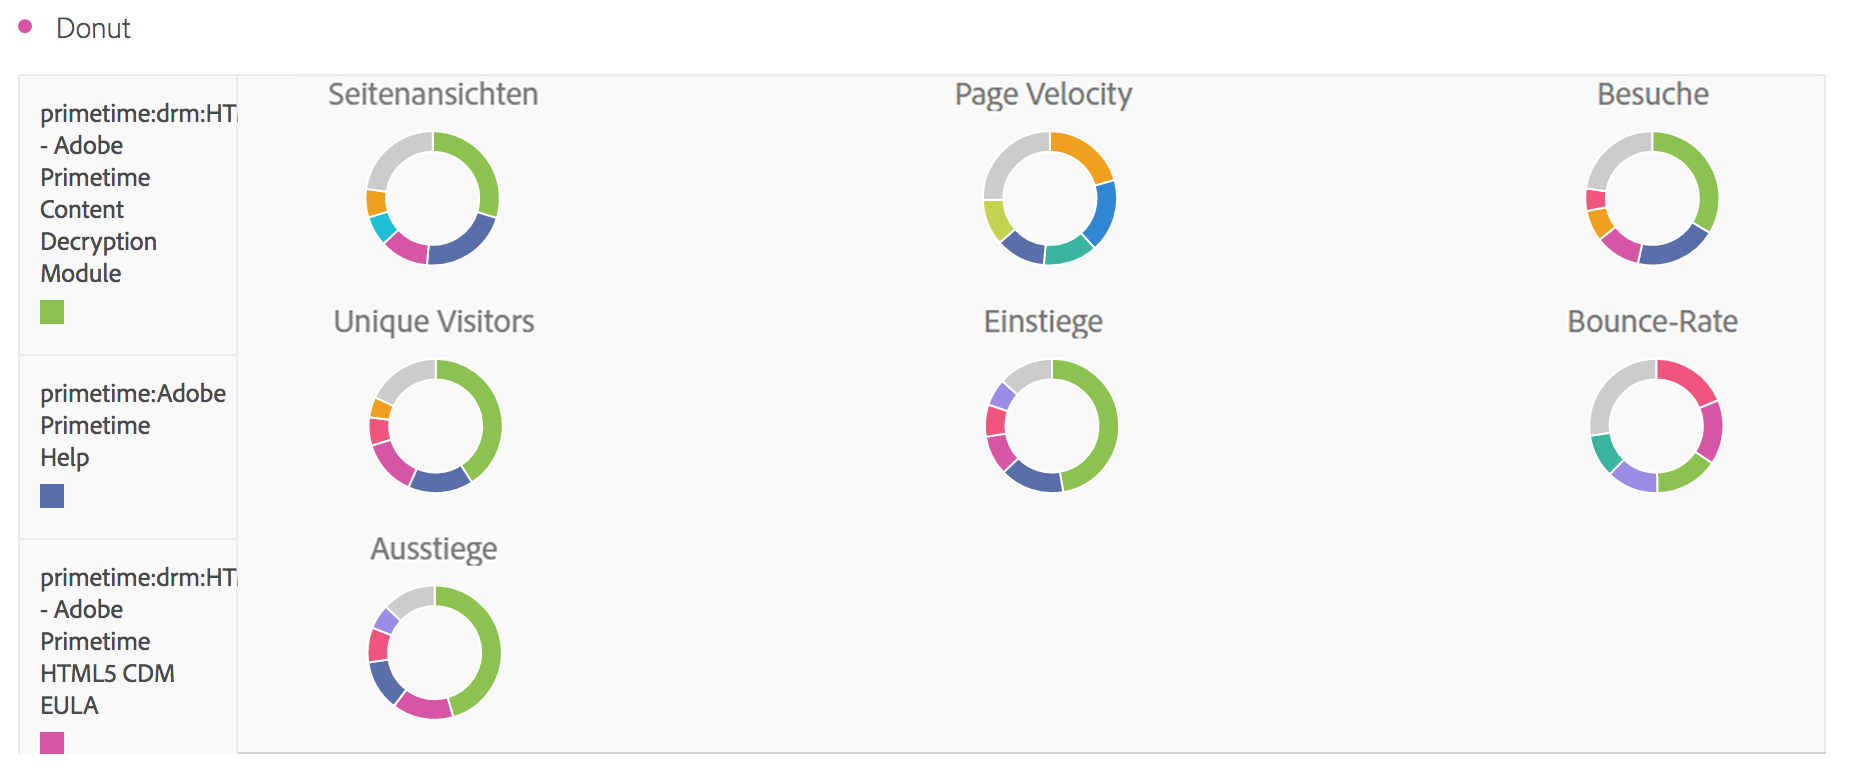 Donut
primetime:drm:HT
- Adobe
Primetime
Content
Decryption
Module
primetime:Adobe
Primetime
Help
primetime:drm:HT
- Adobe
Primetime
HTML5 CDM
EULA
Seitenansichten
Page Velocity
Besuche
Unique Visitors
Einstiege
Bounce-Rate
Ausstiege